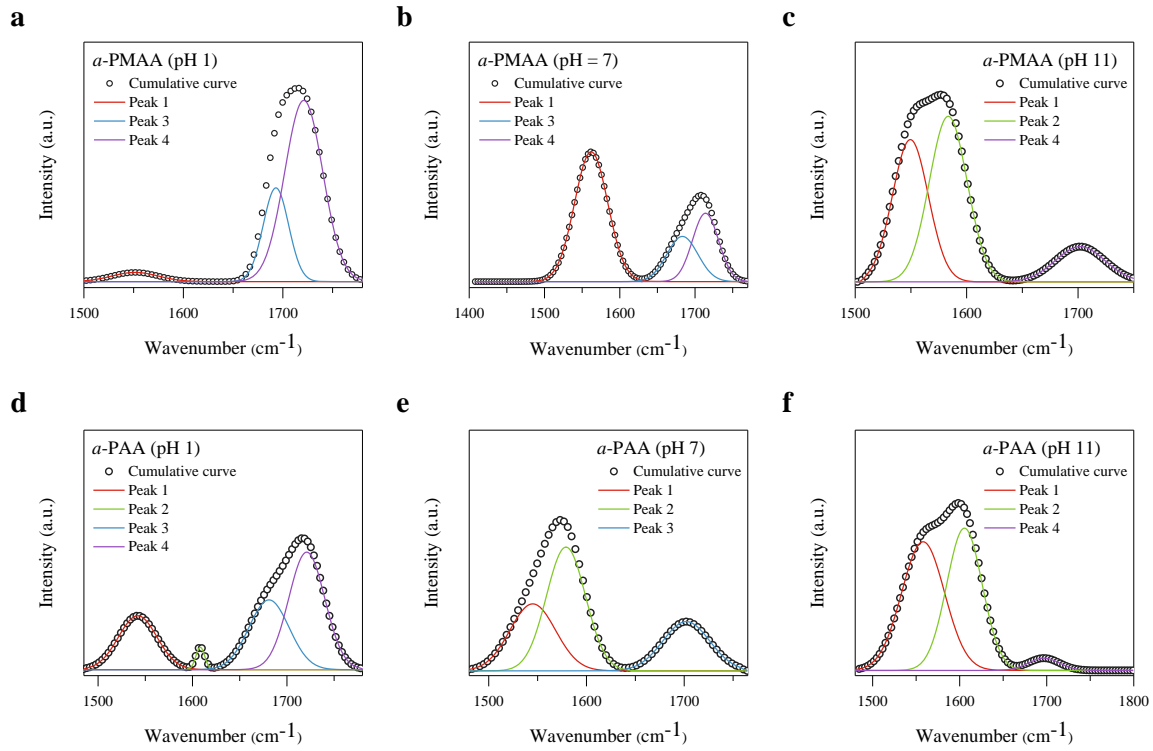 a
a-PMAA (pH 1)
Cumulative curve
Peak 1
Peak 3
Peak 4
Intensity (a.u.)
1500 1600 1700
Wavenumber (cm-1)
b
a-PMAA (pH = 7)
Cumulative curve
Peak 1
Peak 3
Peak 4
Intensity (a.u.)
1400 1500 1600 1700
Wavenumber (cm-1)
c
a-PMAA (pH 11)
Cumulative curve
Peak 1
Peak 2
Peak 4
Intensity (a.u.)
1500 1600 1700
Wavenumber (cm-1)
d
a-PAA (pH 1)
Cumulative curve
Peak 1
Peak 2
Peak 3
Peak 4
Intensity (a.u.)
1500 1600 1700
Wavenumber (cm-1)
e
a-PAA (pH 7)
Cumulative curve
Peak 1
Peak 2
Peak 3
Intensity (a.u.)
1500 1600 1700
Wavenumber (cm-1)
f
a-PAA (pH 11)
Cumulative curve
Peak 1
Peak 2
Peak 4
Intensity (a.u.)
1500 1600 1700 1800
Wavenumber (cm-1)